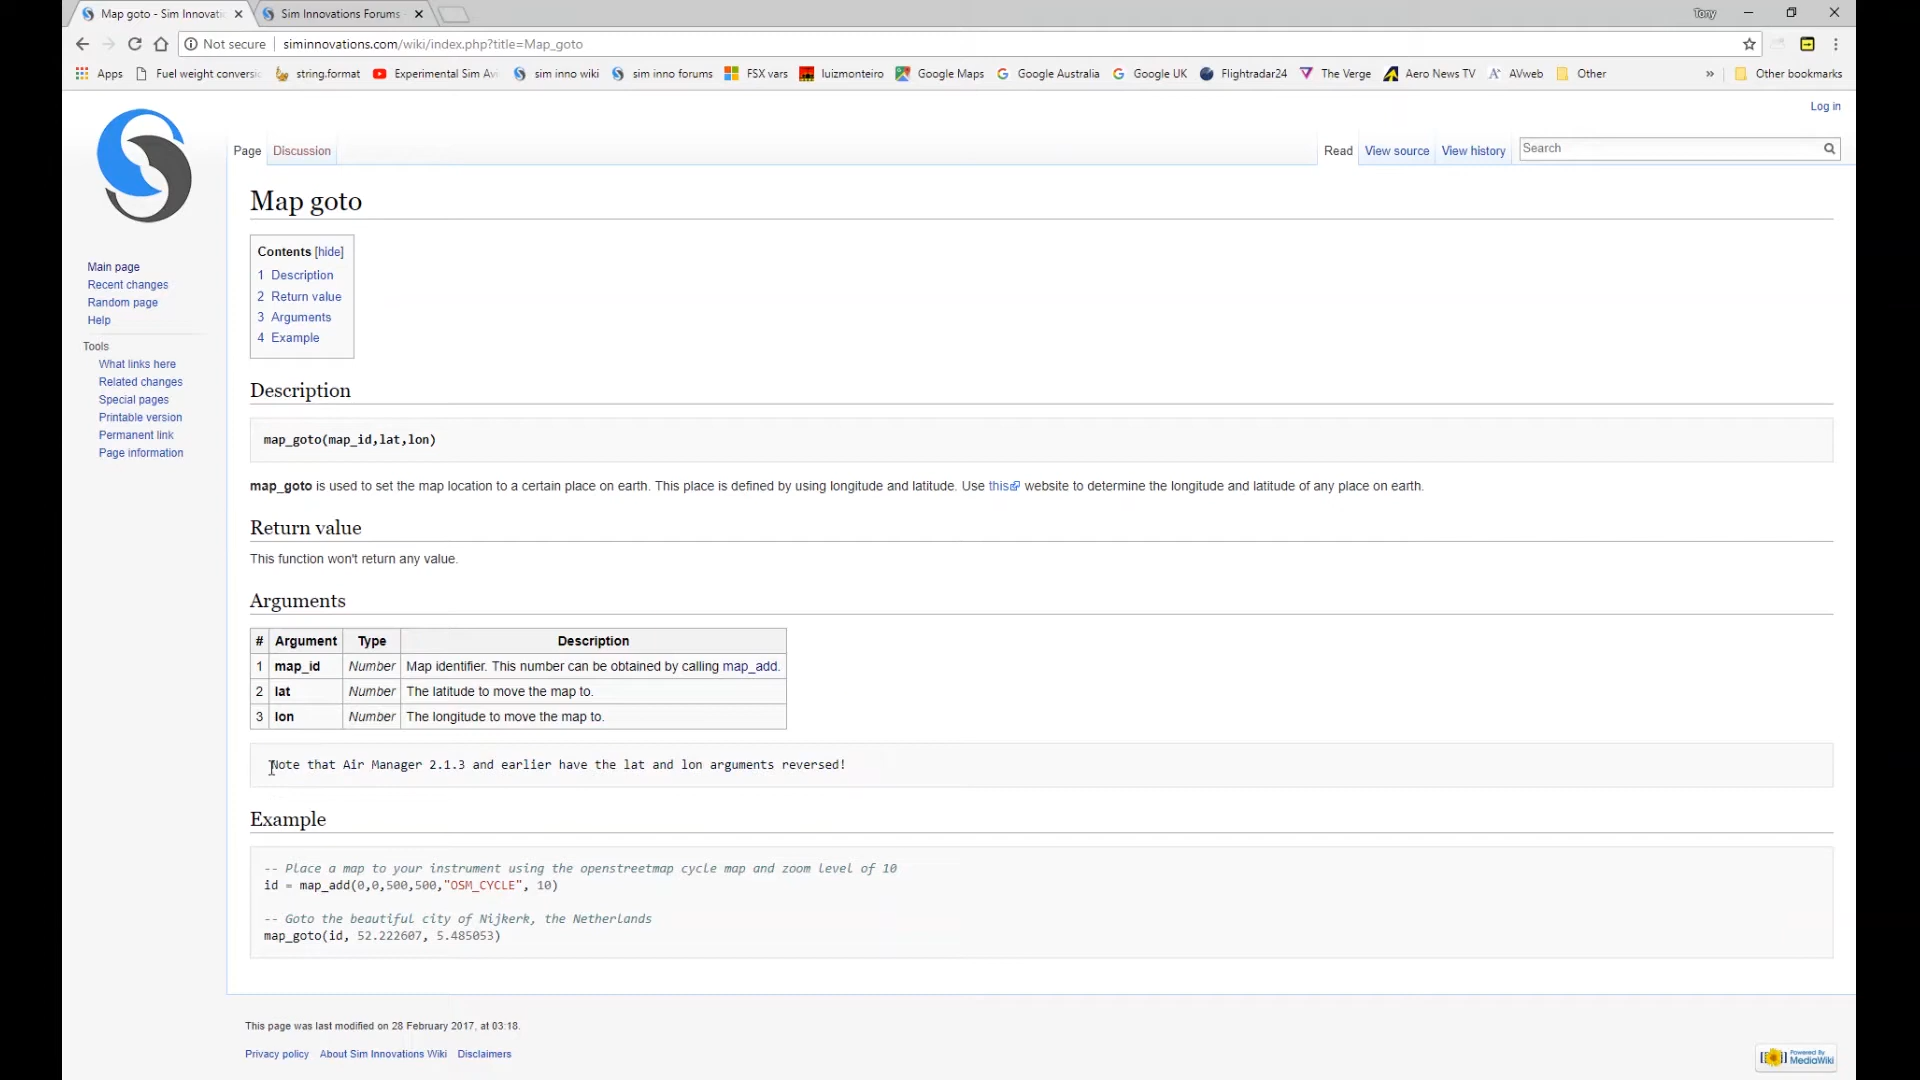 Map goto - Sim Innovati
Sim Innovations Forums
Tony
Not secure
siminnovations.com/wiki/index.php?title=Map_goto
Apps
Fuel weight conversi
string.format
Experimental Sim Avi
sim inno wiki
sim inno forums
FSX vars
luizmonteiro
Google Maps
Google Australia
Google UK
Flightradar24
The Verge
Aero News TV
AVweb
Other
»
Other bookmarks
Log in
Page
Discussion
Read
View source
View history
Search
Main page
Recent changes
Random page
Help
Tools
What links here
Related changes
Special pages
Printable version
Permanent link
Page information
Map goto
Contents [hide]
1 Description
2 Return value
3 Arguments
4 Example
Description
map_goto(map_id,lat,lon)
map_goto is used to set the map location to a certain place on earth. This place is defined by using longitude and latitude. Use this website to determine the longitude and latitude of any place on earth.
Return value
This function won't return any value.
Arguments
# Argument Type Description
1 map_id Number Map identifier. This number can be obtained by calling map_add.
2 lat Number The latitude to move the map to.
3 lon Number The longitude to move the map to.
Note that Air Manager 2.1.3 and earlier have the lat and lon arguments reversed!
Example
-- Place a map to your instrument using the openstreetmap cycle map and zoom level of 10
id = map_add(0,0,500,500,"OSM_CYCLE", 10)
-- Goto the beautiful city of Nijkerk, the Netherlands
map_goto(id, 52.222607, 5.485053)
This page was last modified on 28 February 2017, at 03:18.
Privacy policy
About Sim Innovations Wiki
Disclaimers
Powered By
MediaWiki